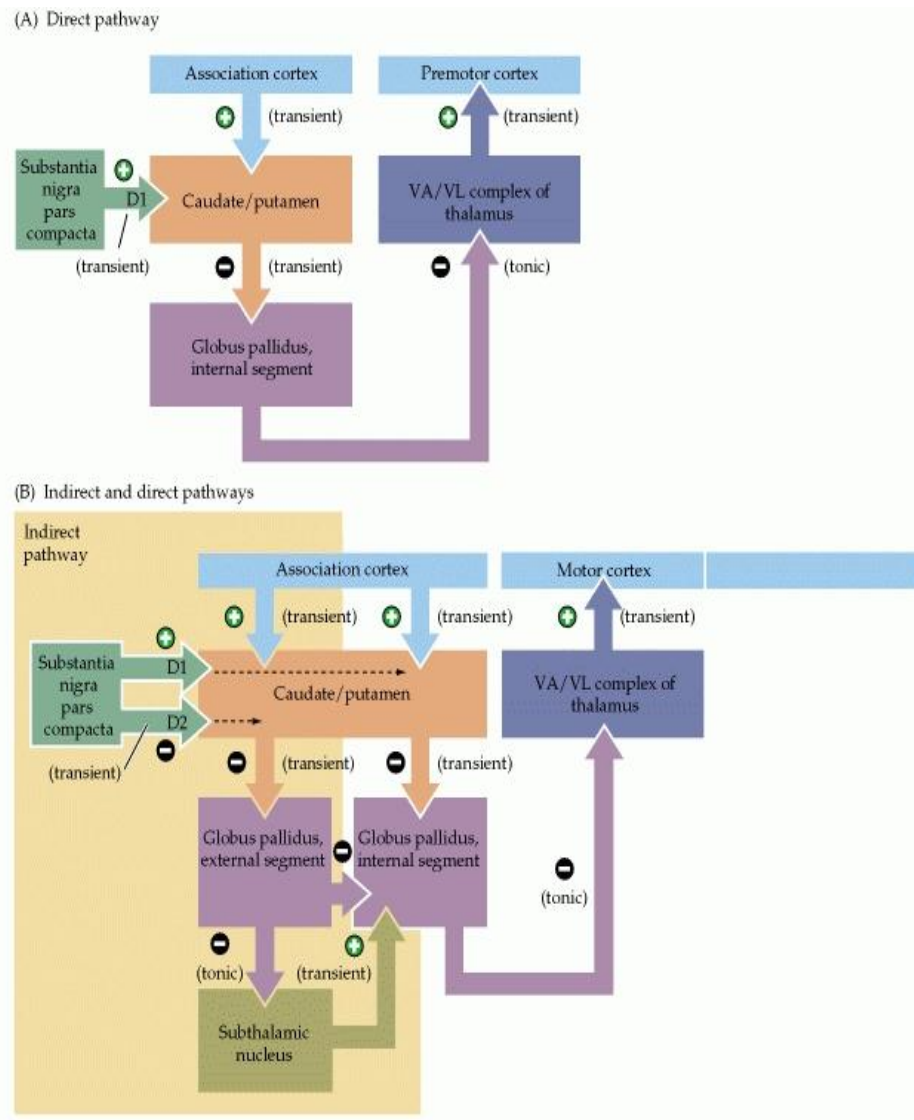 (A) Direct pathway
Association cortex
Premotor cortex
(transient)
(transient)
Substantia
nigra
pars
compacta
D1
Caudate/putamen
VA/VL complex of
thalamus
(transient)
(transient)
(tonic)
Globus pallidus,
internal segment
(B) Indirect and direct pathways
Indirect
pathway
Association cortex
Motor cortex
(transient)
(transient)
(transient)
Substantia
nigra
pars
compacta
D1
D2
Caudate/putamen
VA/VL complex of
thalamus
(transient)
(transient)
(transient)
Globus pallidus,
external segment
Globus pallidus,
internal segment
(tonic)
(tonic)
(transient)
Subthalamic
nucleus